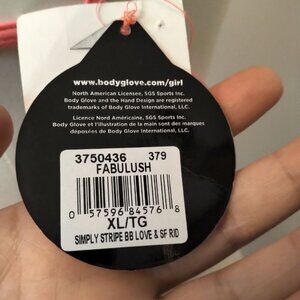 www.bodyglove.com/girl
North American Licensee, SGS Sports Inc.
Body Glove and the Hand Design are registered
trademarks of Body Glove International, LLC.
Licence Nord Américaine, SGS Sports Inc.
Body Glove et l'illustration de la main sont des marques
déposées de Body Glove International, LLC.
3750436 379
FABULUSH
0 57596 84576 8
XL/TG
SIMPLY STRIPE BB LOVE & SF RID